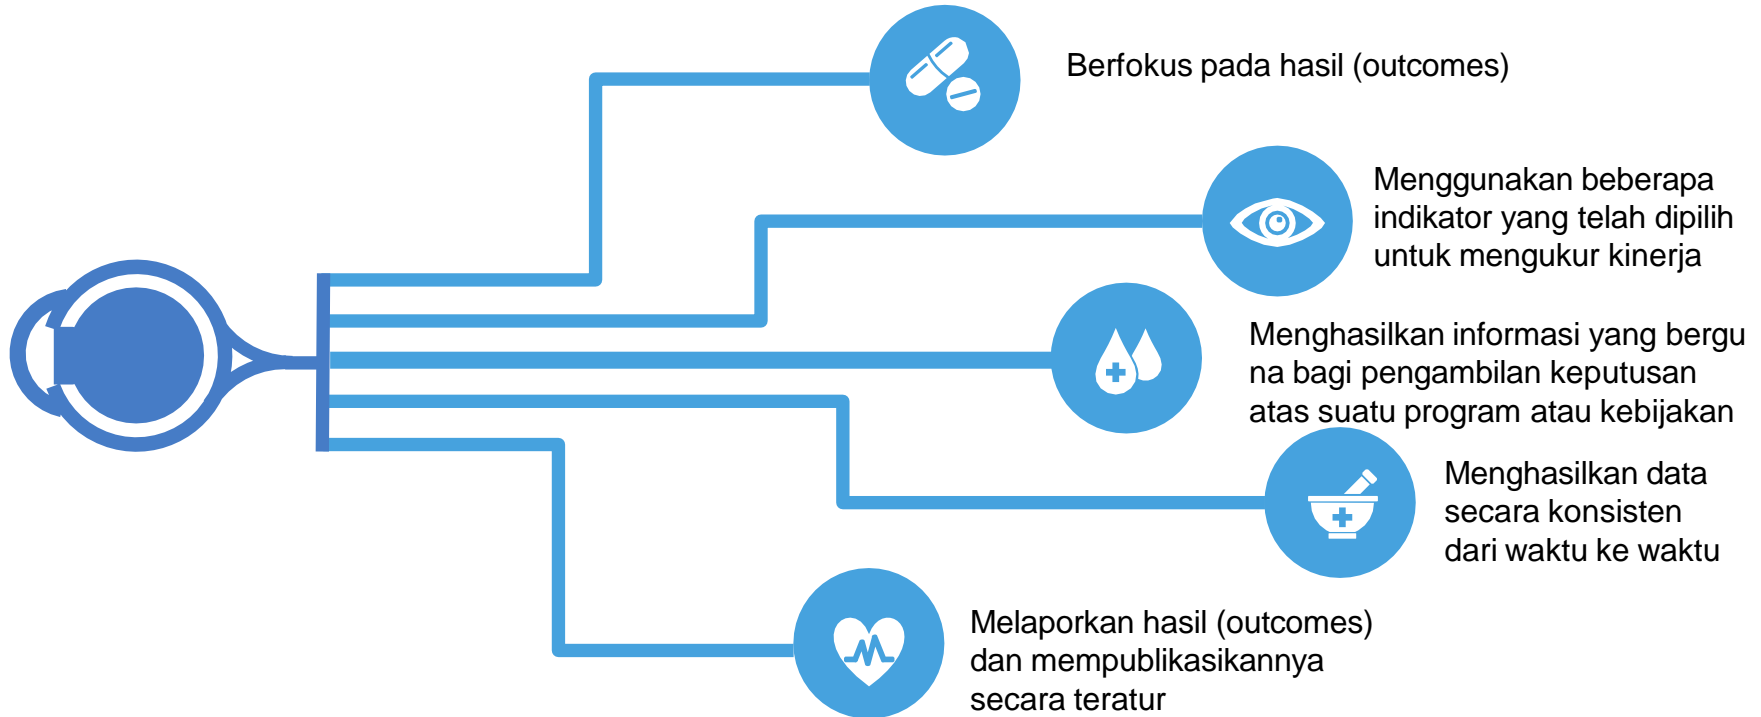 Berfokus pada hasil (outcomes)
Menggunakan beberapa
indikator yang telah dipilih
untuk mengukur kinerja
Menghasilkan informasi yang bergu
na bagi pengambilan keputusan
atas suatu program atau kebijakan
Menghasilkan data
secara konsisten
dari waktu ke waktu
Melaporkan hasil (outcomes)
dan mempublikasikannya
secara teratur